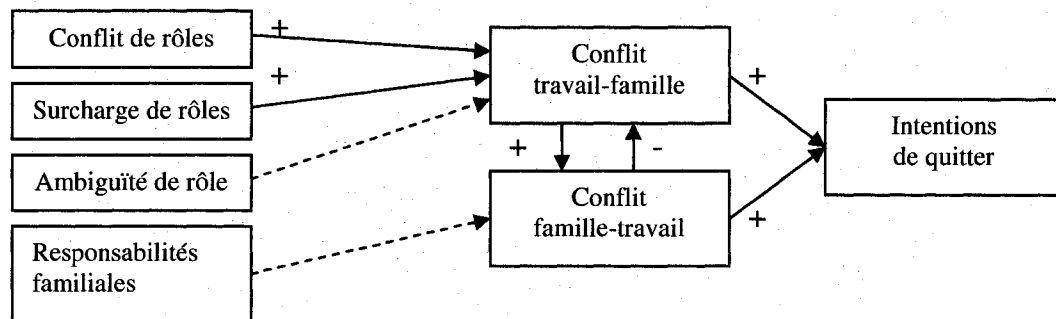 Conflit de rôles
+
+
Surcharge de rôles
Ambiguïté de rôle
Responsabilités
familiales
Conflit
travail-famille
+
-
Conflit
famille-travail
+
+
Intentions
de quitter